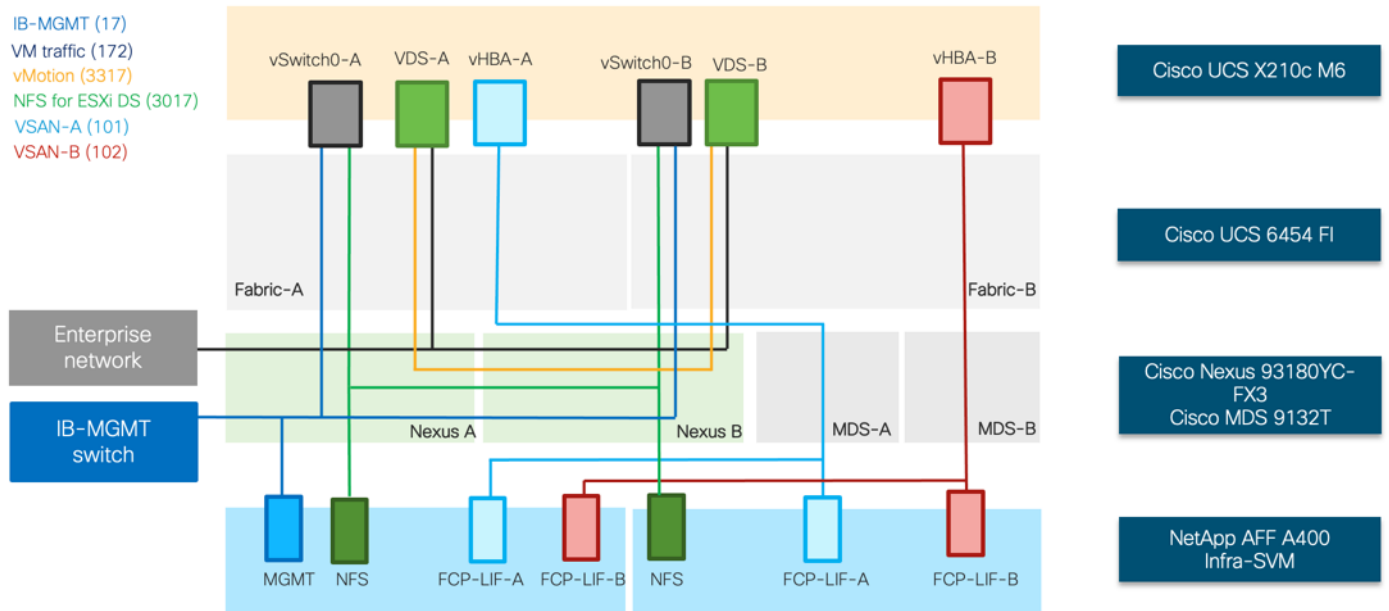 IB-MGMT (17)
VM traffic (172)
vMotion (3317)
NFS for ESXi DS (3017)
VSAN-A (101)
VSAN-B (102)
vSwitch0-A
VDS-A
vHBA-A
vSwitch0-B
VDS-B
vHBA-B
Cisco UCS X210c M6
Fabric-A
Fabric-B
Cisco UCS 6454 FI
Enterprise
network
IB-MGMT
switch
Nexus A
Nexus B
MDS-A
MDS-B
Cisco Nexus 93180YC-
FX3
Cisco MDS 9132T
MGMT
NFS
FCP-LIF-A
FCP-LIF-B
NFS
FCP-LIF-A
FCP-LIF-B
NetApp AFF A400
Infra-SVM